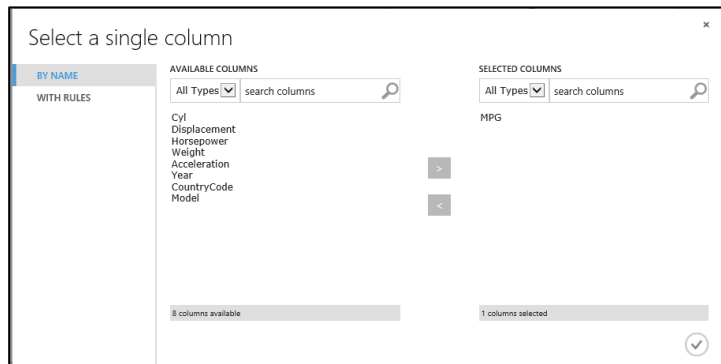 Select a single column
×
BY NAME
WITH RULES
AVAILABLE COLUMNS
All Types search columns
Cyl
Displacement
Horsepower
Weight
Acceleration
Year
CountryCode
Model
8 columns available
>
<
SELECTED COLUMNS
All Types search columns
MPG
1 columns selected